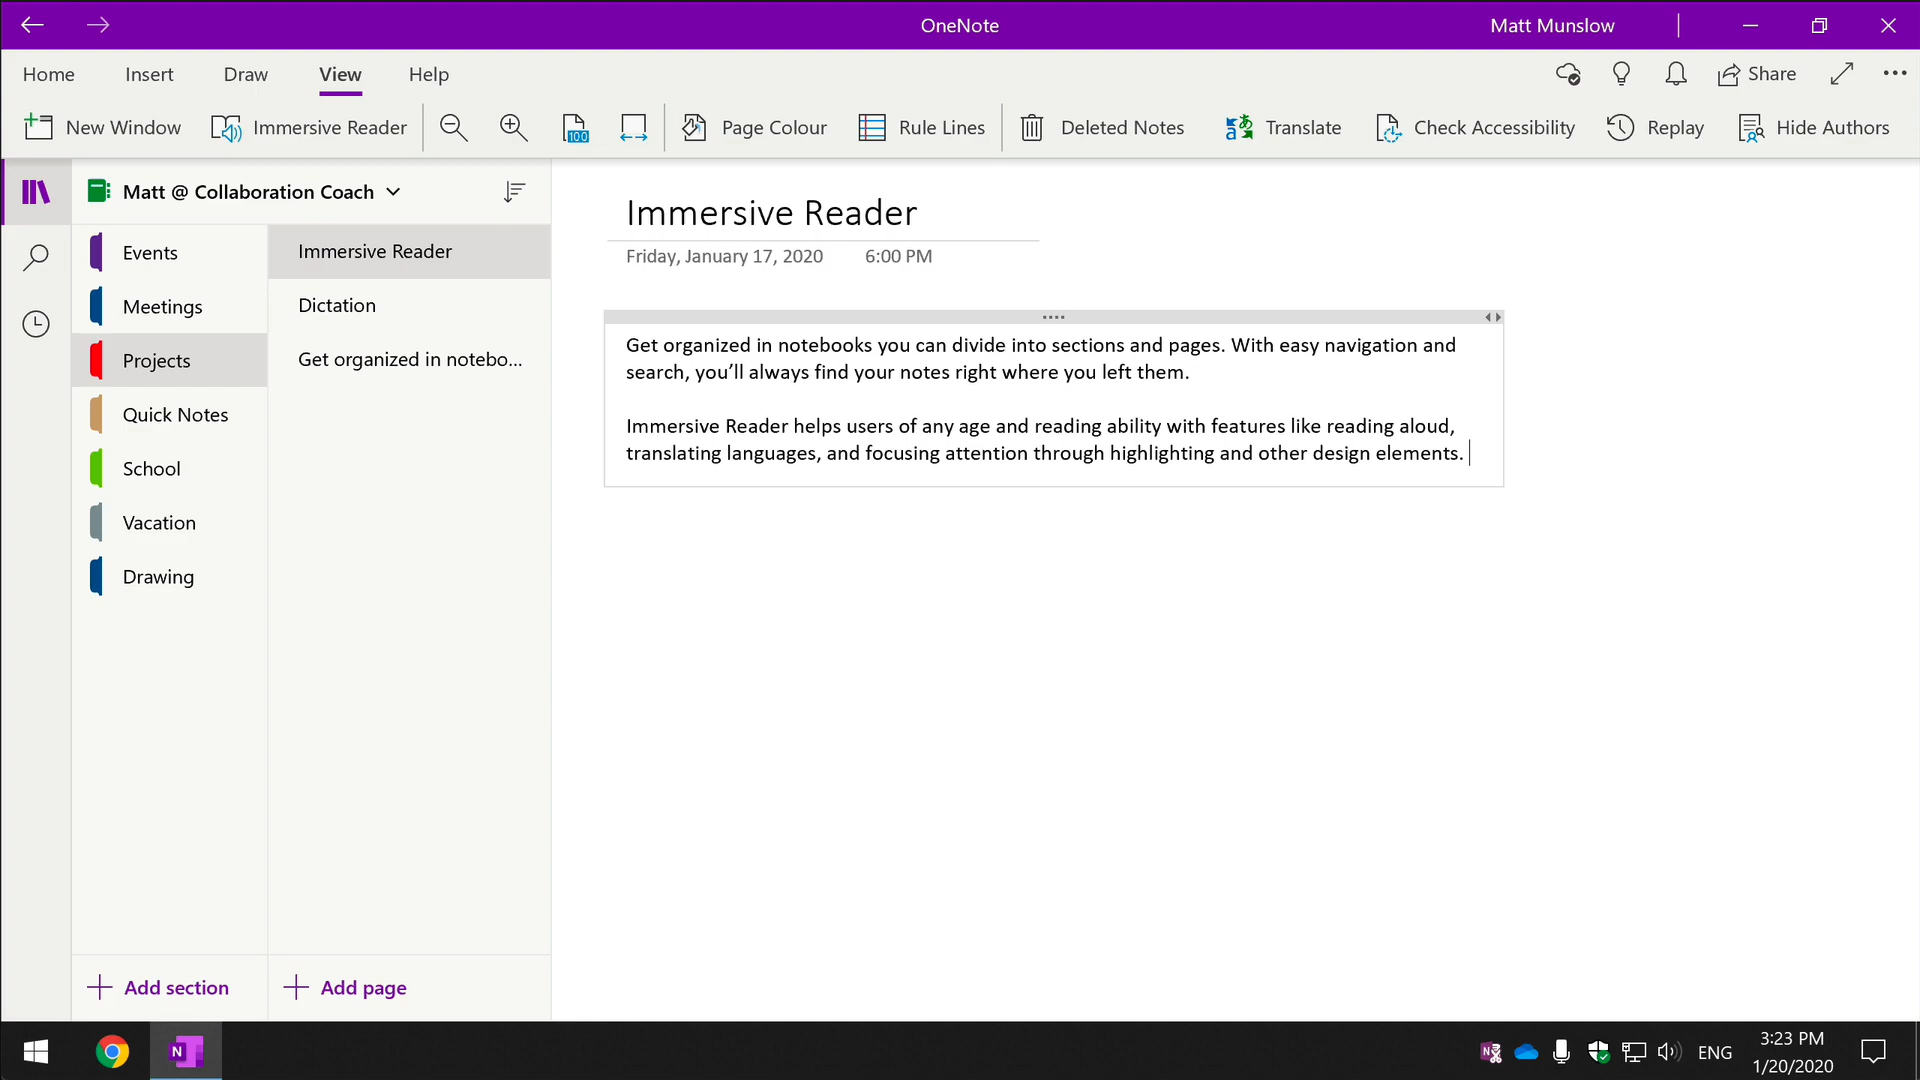 OneNote
Matt Munslow
Home Insert Draw View Help
Share
New Window Immersive Reader 100 Page Colour Rule Lines Deleted Notes Translate Check Accessibility Replay Hide Authors
Matt @ Collaboration Coach
Events
Meetings
Projects
Quick Notes
School
Vacation
Drawing
Add section
Immersive Reader
Dictation
Get organized in notebo...
Add page
Immersive Reader
Friday, January 17, 2020 6:00 PM
Get organized in notebooks you can divide into sections and pages. With easy navigation and
search, you’ll always find your notes right where you left them.
Immersive Reader helps users of any age and reading ability with features like reading aloud,
translating languages, and focusing attention through highlighting and other design elements.
N
N
ENG
3:23 PM
1/20/2020